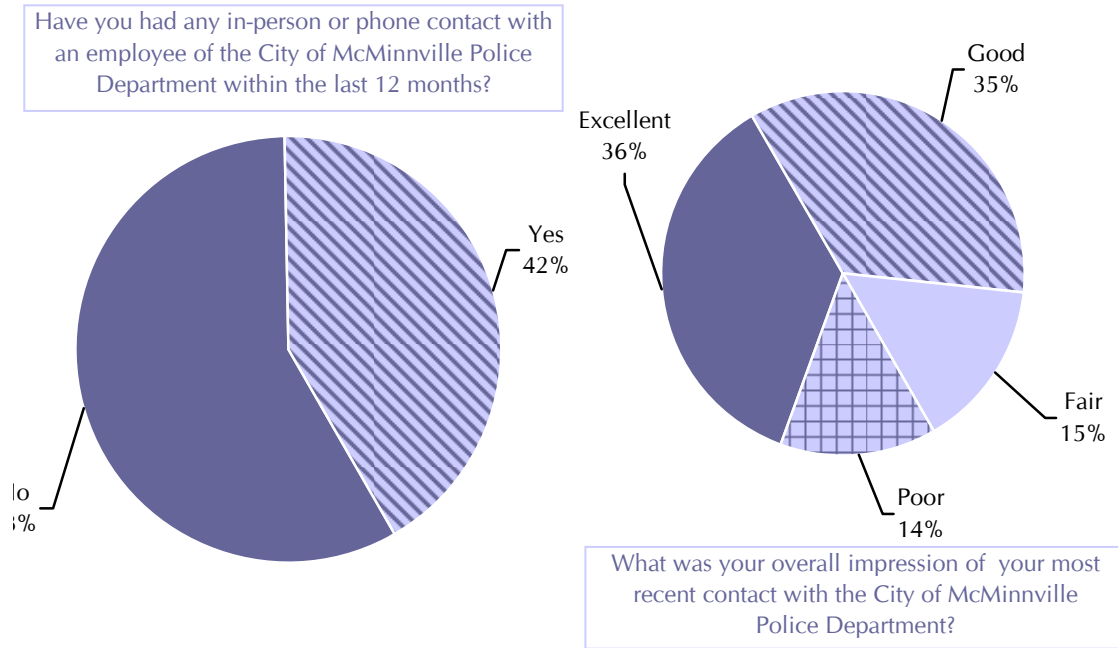 Have you had any in-person or phone contact with
an employee of the City of McMinnville Police
Department within the last 12 months?
Yes
42%
Good
35%
Excellent
36%
Fair
15%
Poor
14%
What was your overall impression of your most
recent contact with the City of McMinnville
Police Department?